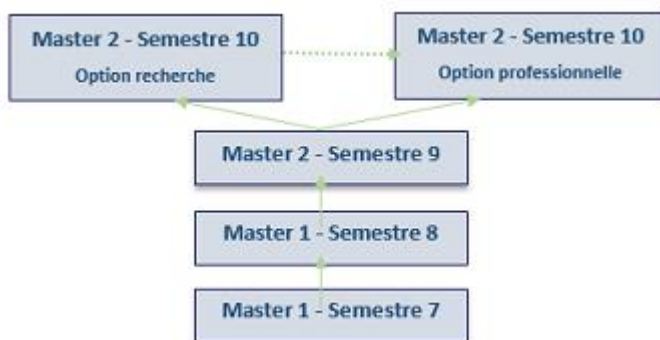 Master 2 - Semestre 10
Option recherche
Master 2 - Semestre 10
Option professionnelle
Master 2 - Semestre 9
Master 1 - Semestre 8
Master 1 - Semestre 7